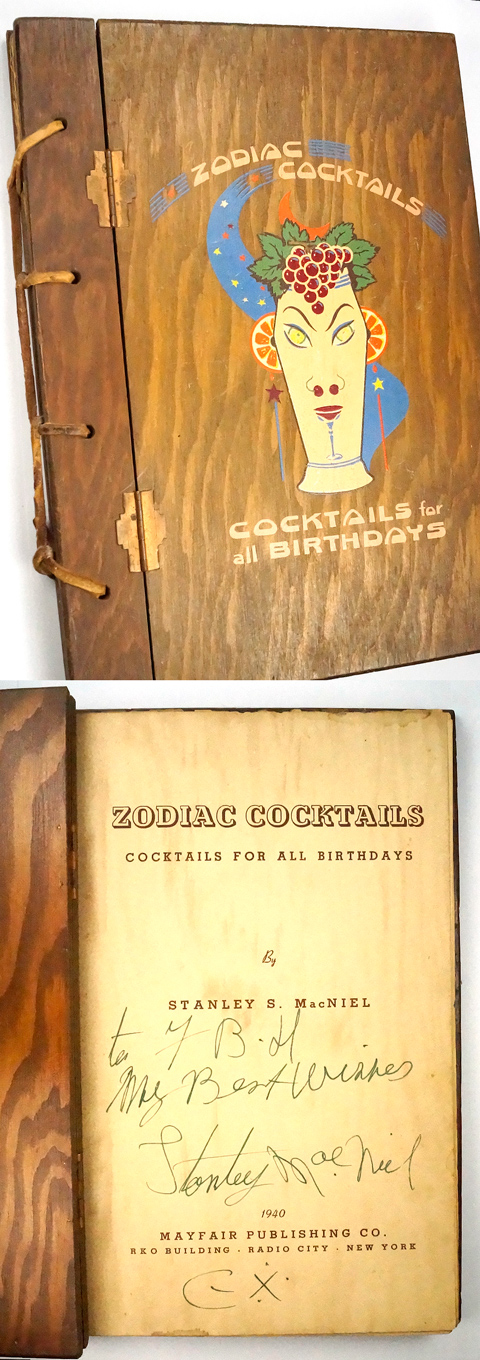 ZODIAC
COCKTAILS
COCKTAILS for
all BIRTHDAYS
ZODIAC COCKTAILS
COCKTAILS FOR ALL BIRTHDAYS
By
STANLEY S. MacNIEL
to F B. H
My Best Wishes
Stanley MacNiel
1940
MAYFAIR PUBLISHING CO.
RKO BUILDING · RADIO CITY · NEW YORK
C X.